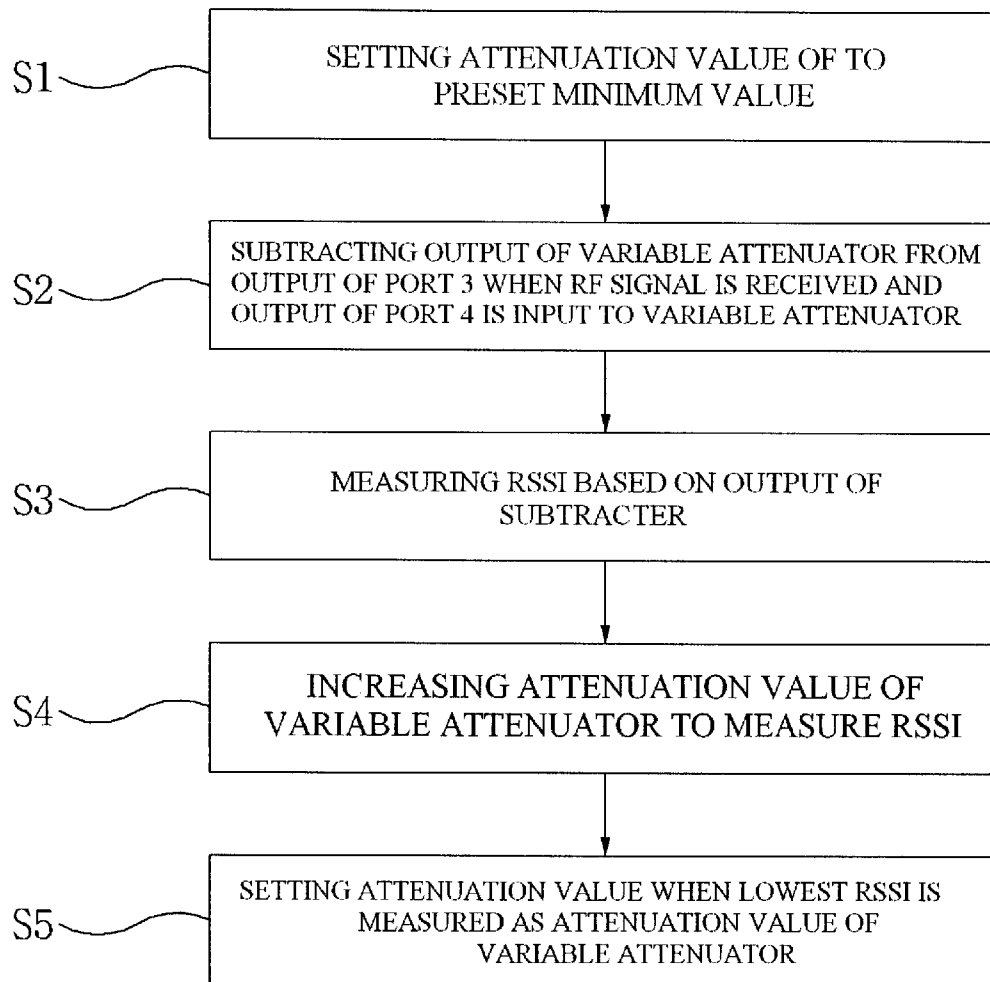 S1
SETTING ATTENUATION VALUE OF TO
PRESET MINIMUM VALUE
S2
SUBTRACTING OUTPUT OF VARIABLE ATTENUATOR FROM
OUTPUT OF PORT 3 WHEN RF SIGNAL IS RECEIVED AND
OUTPUT OF PORT 4 IS INPUT TO VARIABLE ATTENUATOR
S3
MEASURING RSSI BASED ON OUTPUT OF
SUBTRACTER
S4
INCREASING ATTENUATION VALUE OF
VARIABLE ATTENUATOR TO MEASURE RSSI
S5
SETTING ATTENUATION VALUE WHEN LOWEST RSSI IS
MEASURED AS ATTENUATION VALUE OF
VARIABLE ATTENUATOR